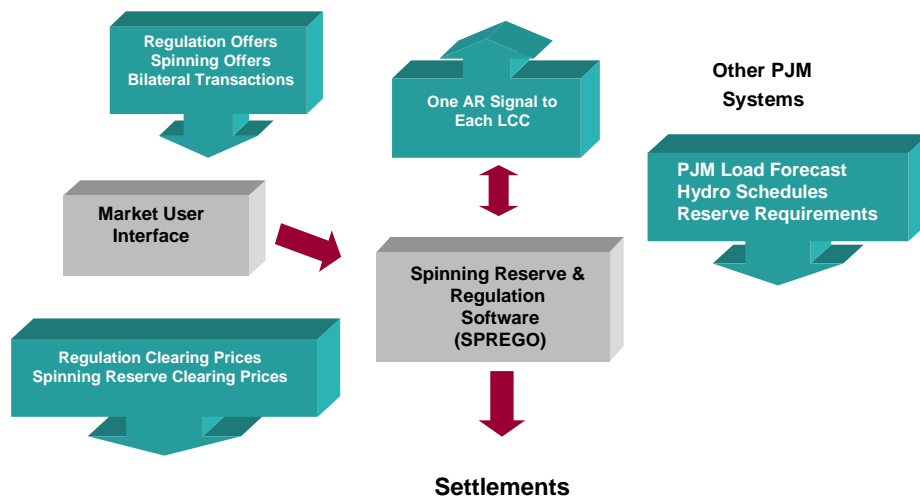 Regulation Offers
Spinning Offers
Bilateral Transactions
One AR Signal to
Each LCC
Other PJM
Systems
PJM Load Forecast
Hydro Schedules
Reserve Requirements
Market User
Interface
Spinning Reserve &
Regulation
Software
(SPREGO)
Regulation Clearing Prices
Spinning Reserve Clearing Prices
Settlements